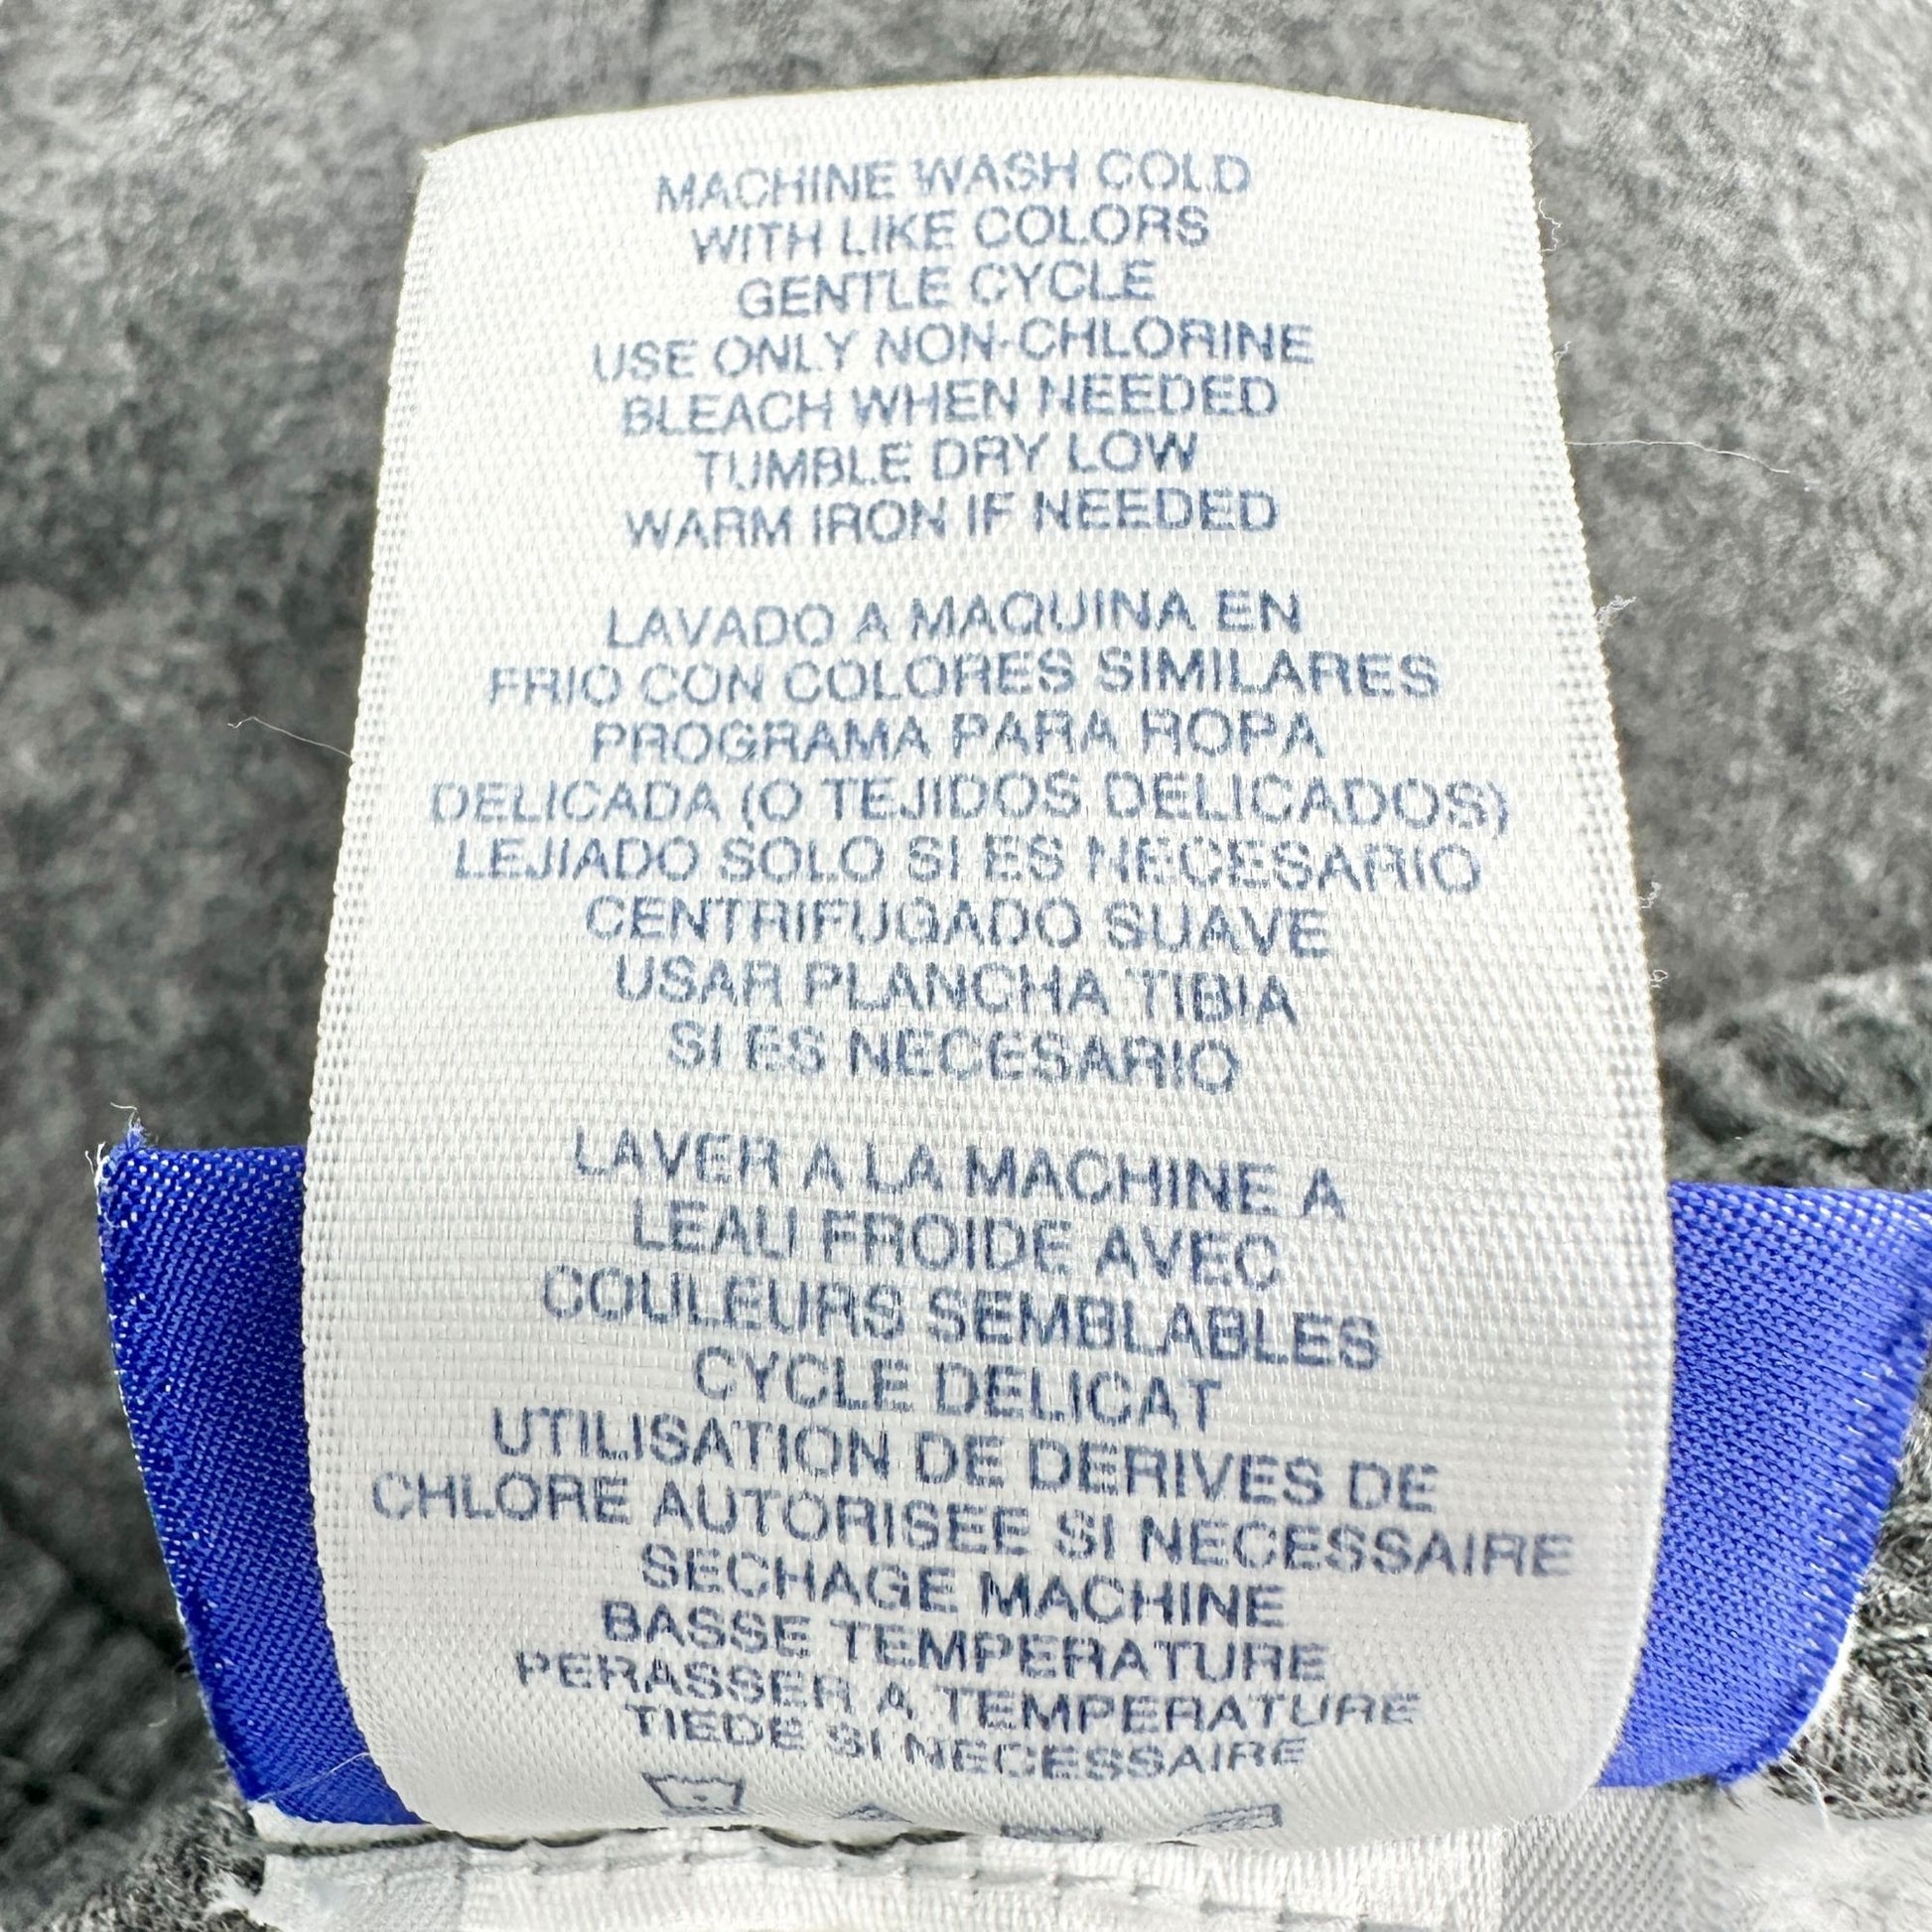 MACHINE WASH COLD
WITH LIKE COLORS
GENTLE CYCLE
USE ONLY NON-CHLORINE
BLEACH WHEN NEEDED
TUMBLE DRY LOW
WARM IRON IF NEEDED
LAVADO A MAQUINA EN
FRIO CON COLORES SIMILARES
PROGRAMA PARA ROPA
DELICADA (O TEJIDOS DELICADOS)
LEJIADO SOLO SI ES NECESARIO
CENTRIFUGADO SUAVE
USAR PLANCHA TIBIA
SI ES NECESARIO
LAVER A LA MACHINE A
LEAU FROIDE AVEC
COULEURS SEMBLABLES
CYCLE DELICAT
UTILISATION DE DERIVES DE
CHLORE AUTORISEE SI NECESSAIRE
SECHAGE MACHINE
BASSE TEMPERATURE
PERASSER A TEMPERATURE
TIEDE SI NECESSAIRE